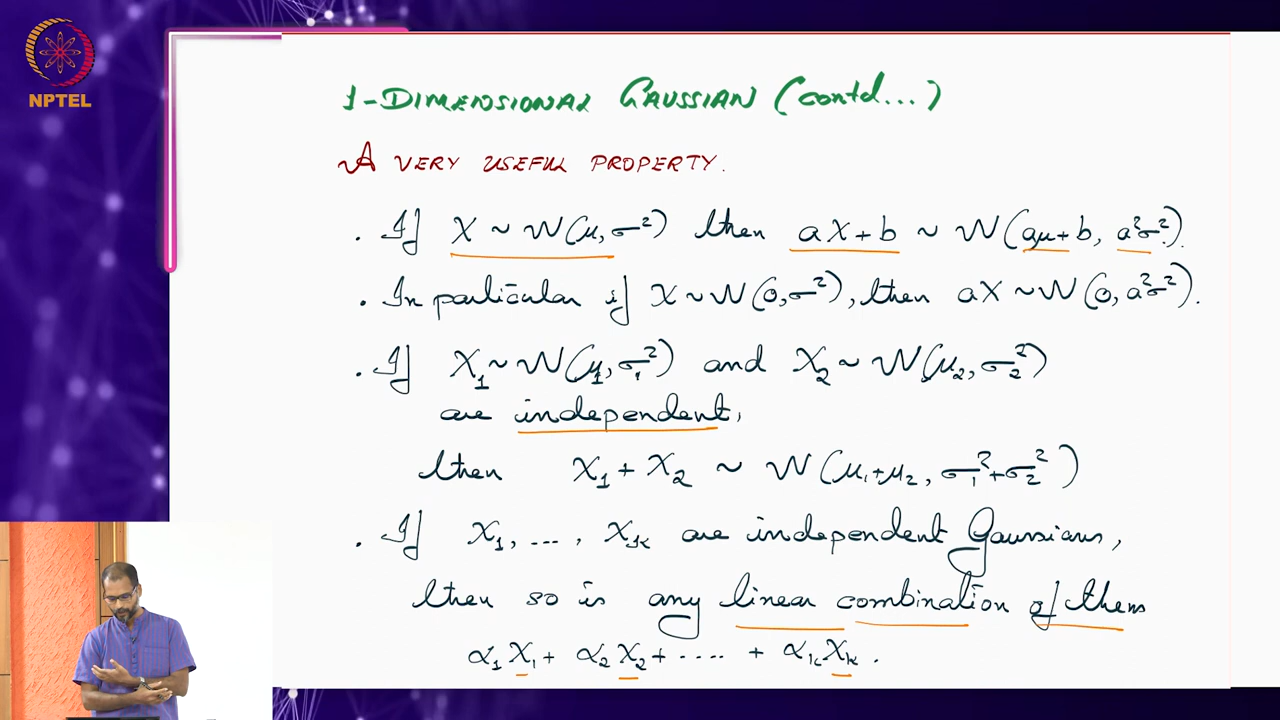 NPTEL
1-DIMENSIONAL GAUSSIAN (contd...)
A VERY USEFUL PROPERTY.
. If X ~ N(μ, σ²) then aX + b ~ N(aμ+b, a²σ²).
. In particular if X ~ N(0, σ²), then aX ~ N(0, a²σ²).
. If X₁ ~ N(μ₁, σ₁²) and X₂ ~ N(μ₂, σ₂²)
are independent,
then X₁ + X₂ ~ N(μ₁+μ₂, σ₁²+σ₂²)
. If X₁, ..., Xₖ are independent Gaussians,
then so is any linear combination of them
α₁X₁ + α₂X₂ + .... + αₖXₖ.